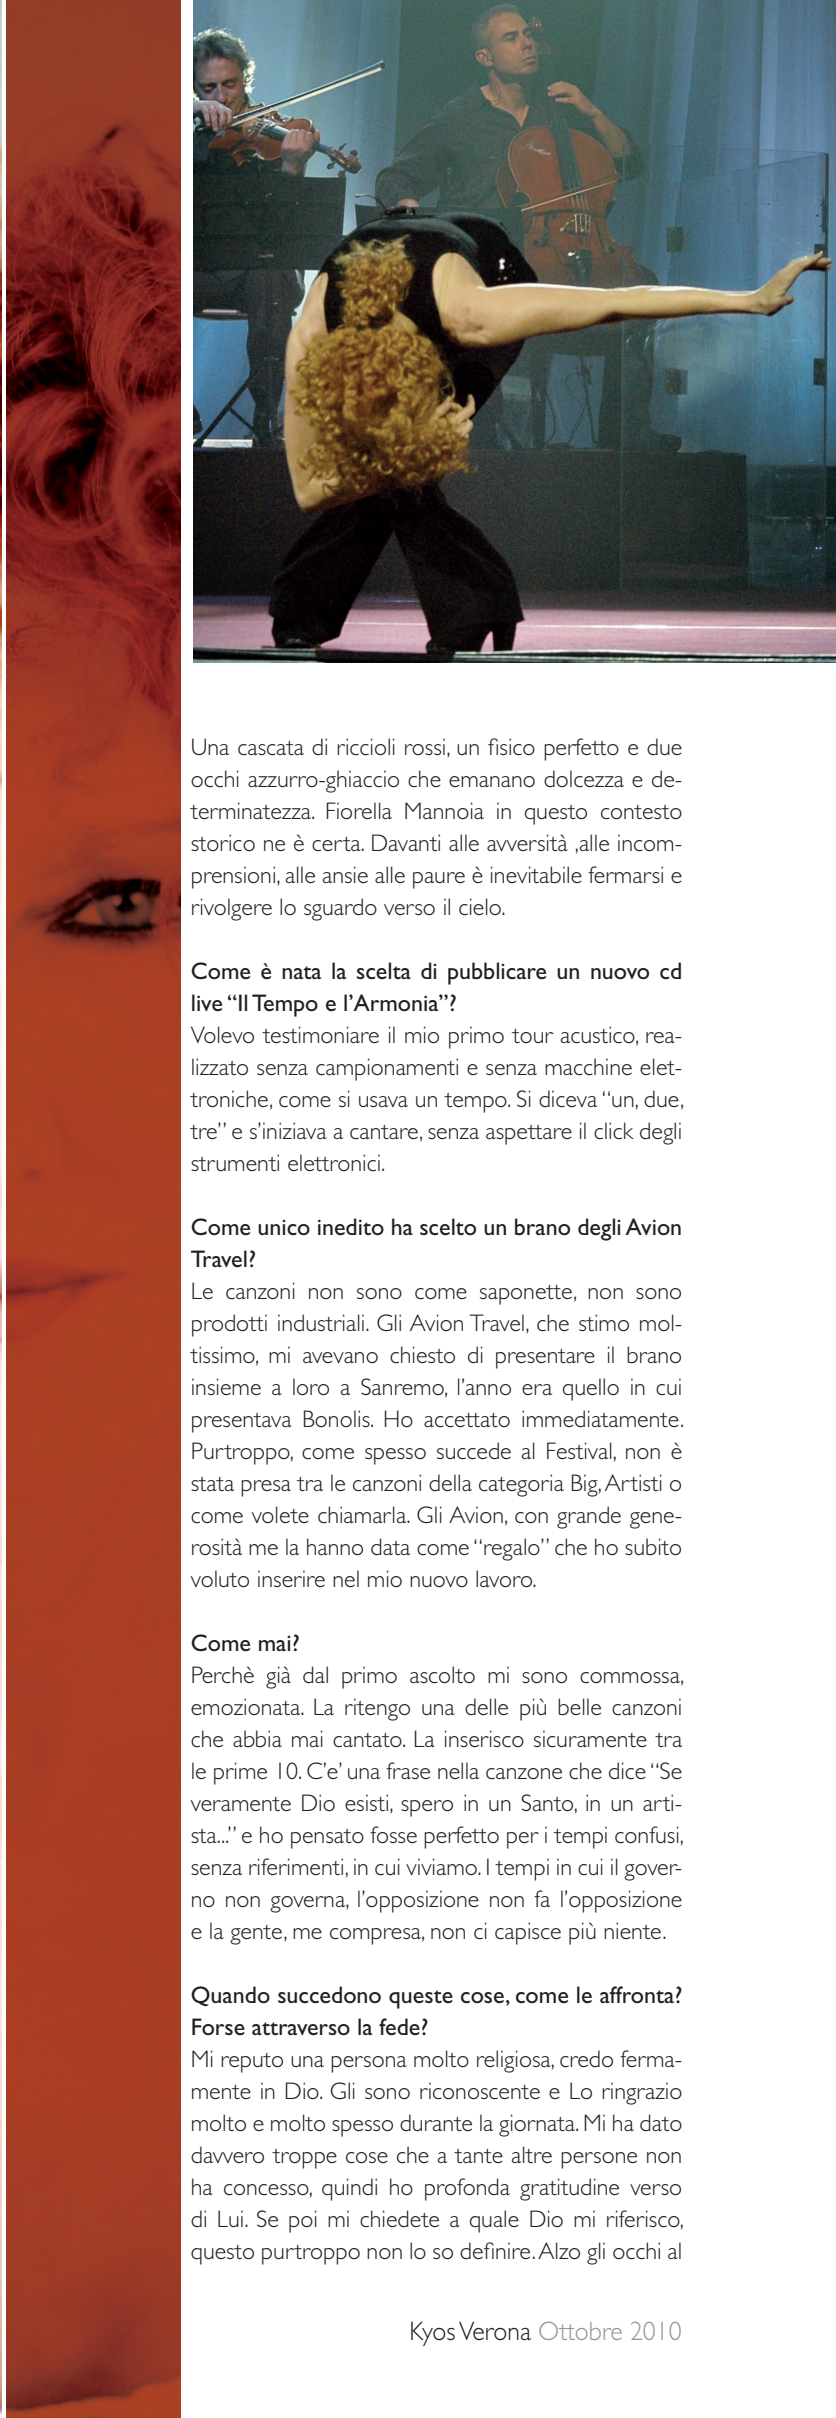 Una cascata di riccioli rossi, un fisico perfetto e due
occhi azzurro-ghiaccio che emanano dolcezza e de-
terminatezza. Fiorella Mannoia in questo contesto
storico ne è certa. Davanti alle avversità ,alle incom-
prensioni, alle ansie alle paure è inevitabile fermarsi e
rivolgere lo sguardo verso il cielo.
Come è nata la scelta di pubblicare un nuovo cd
live “Il Tempo e l’Armonia”?
Volevo testimoniare il mio primo tour acustico, rea-
lizzato senza campionamenti e senza macchine elet-
troniche, come si usava un tempo. Si diceva “un, due,
tre” e s’iniziava a cantare, senza aspettare il click degli
strumenti elettronici.
Come unico inedito ha scelto un brano degli Avion
Travel?
Le canzoni non sono come saponette, non sono
prodotti industriali. Gli Avion Travel, che stimo mol-
tissimo, mi avevano chiesto di presentare il brano
insieme a loro a Sanremo, l’anno era quello in cui
presentava Bonolis. Ho accettato immediatamente.
Purtroppo, come spesso succede al Festival, non è
stata presa tra le canzoni della categoria Big, Artisti o
come volete chiamarla. Gli Avion, con grande gene-
rosità me la hanno data come “regalo” che ho subito
voluto inserire nel mio nuovo lavoro.
Come mai?
Perchè già dal primo ascolto mi sono commossa,
emozionata. La ritengo una delle più belle canzoni
che abbia mai cantato. La inserisco sicuramente tra
le prime 10. C’e’ una frase nella canzone che dice “Se
veramente Dio esisti, spero in un Santo, in un arti-
sta...” e ho pensato fosse perfetto per i tempi confusi,
senza riferimenti, in cui viviamo. I tempi in cui il gover-
no non governa, l’opposizione non fa l’opposizione
e la gente, me compresa, non ci capisce più niente.
Quando succedono queste cose, come le affronta?
Forse attraverso la fede?
Mi reputo una persona molto religiosa, credo ferma-
mente in Dio. Gli sono riconoscente e Lo ringrazio
molto e molto spesso durante la giornata. Mi ha dato
davvero troppe cose che a tante altre persone non
ha concesso, quindi ho profonda gratitudine verso
di Lui. Se poi mi chiedete a quale Dio mi riferisco,
questo purtroppo non lo so definire. Alzo gli occhi al
Kyos Verona Ottobre 2010